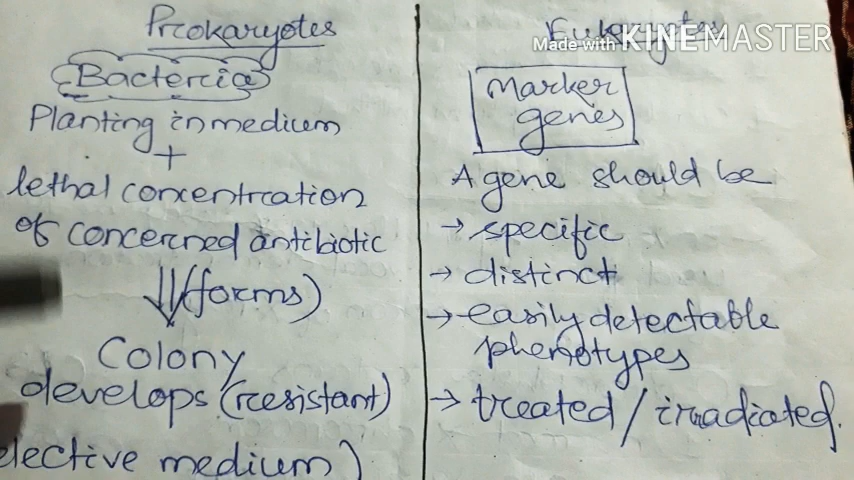 Prokaryotes
Bacteria
Planting in medium
+
lethal concentration
of concerned antibiotic
(forms)
Colony
develops (resistant)
elective medium)
Eukaryotes
Made with KINEMASTER
Marker
genes
A gene should be
→ specific
→ distinct
→ easily detectable
phenotypes
→ treated / irradiated.